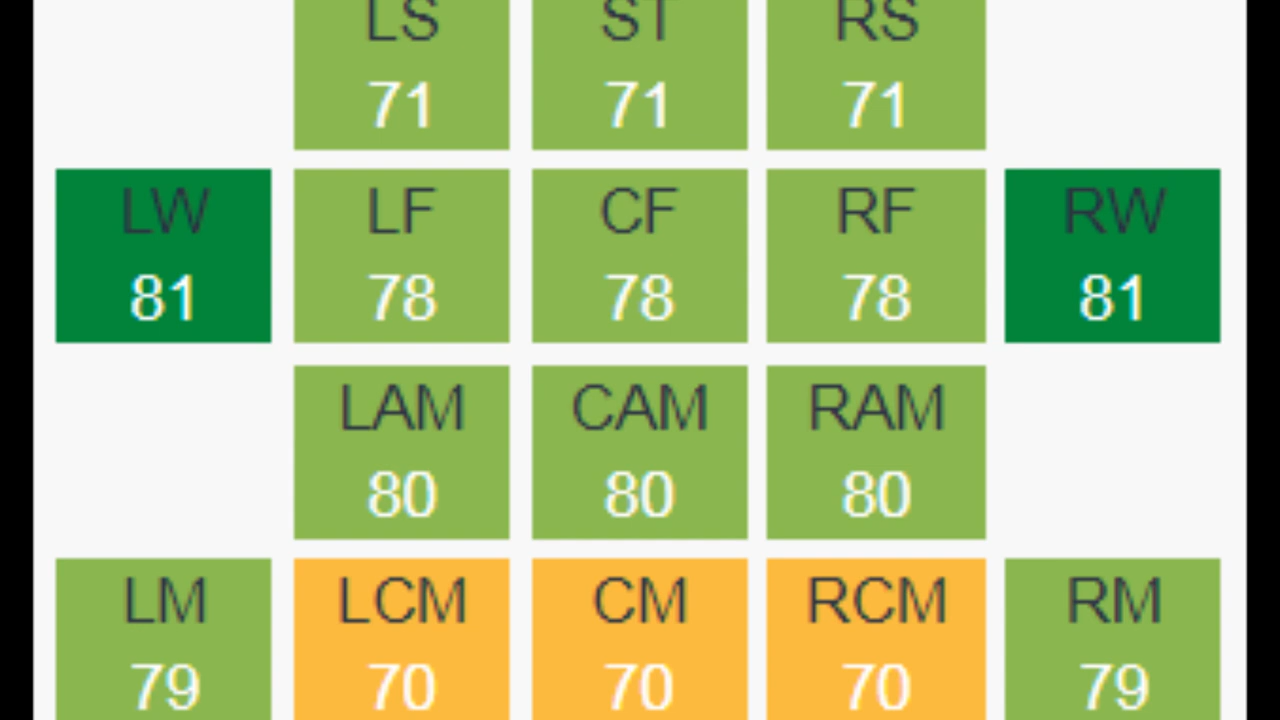 LS ST RS
71 71 71
LW LF CF RF RW
81 78 78 78 81
LAM CAM RAM
80 80 80
LM LCM CM RCM RM
79 70 70 70 79